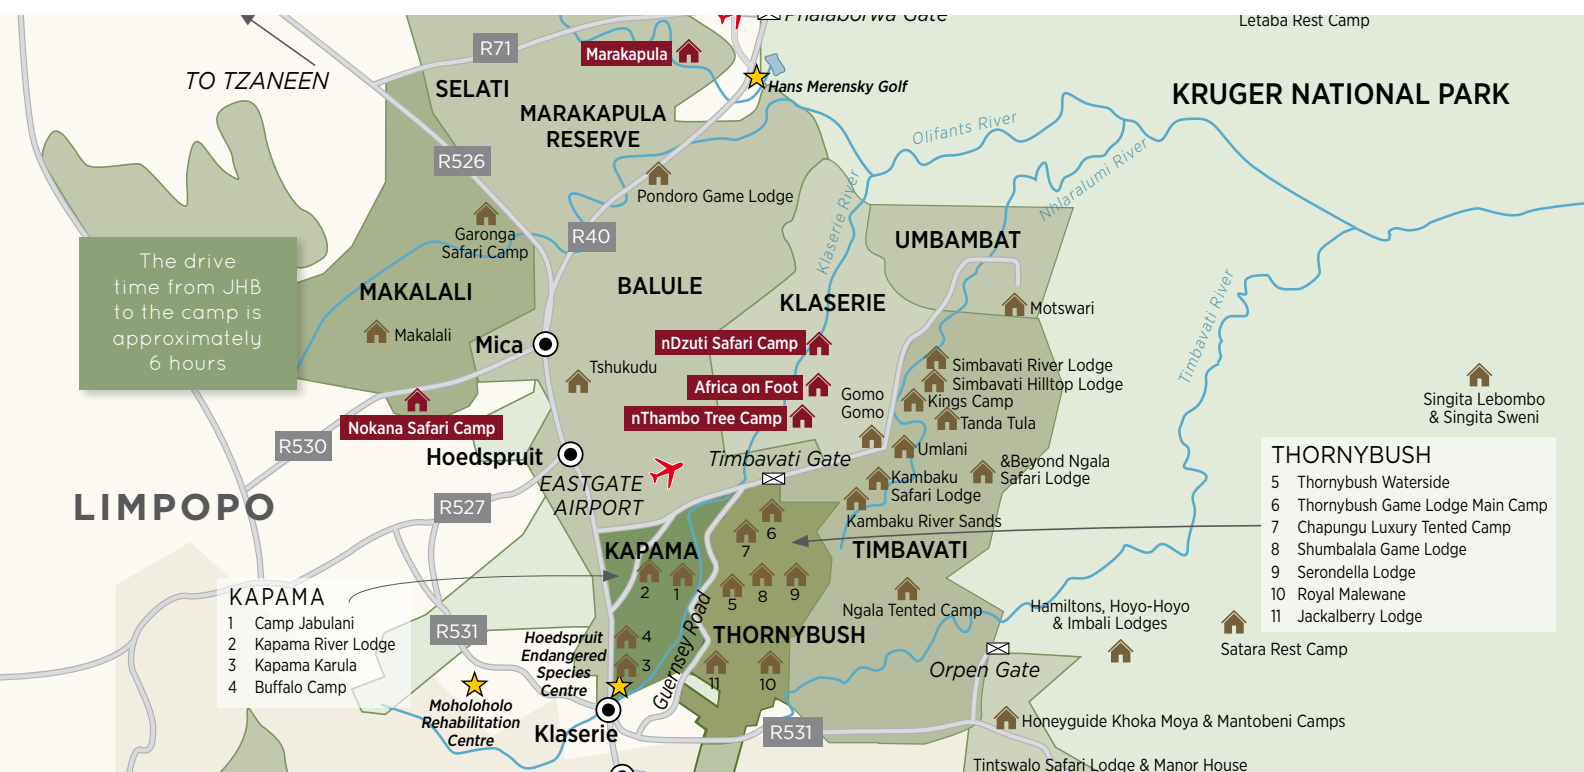 Phalaborwa Gate
Letaba Rest Camp
R71
Marakapula
TO TZANEEN
SELATI
Hans Merensky Golf
KRUGER NATIONAL PARK
MARAKAPULA
RESERVE
Olifants River
R526
Nhlaralumi River
Pondoro Game Lodge
Klaserie River
Garonga
Safari Camp
R40
UMBAMBAT
The drive
time from JHB
to the camp is
approximately
6 hours
MAKALALI
BALULE
KLASERIE
Motswari
Timbavati River
Makalali
Mica
nDzuti Safari Camp
Tshukudu
Simbavati River Lodge
Simbavati Hilltop Lodge
Africa on Foot
Gomo
Gomo
Kings Camp
Singita Lebombo
& Singita Sweni
nThambo Tree Camp
Tanda Tula
Nokana Safari Camp
R530
Umlani
Hoedspruit
Timbavati Gate
&Beyond Ngala
Safari Lodge
EASTGATE
AIRPORT
Kambaku
Safari Lodge
Kambaku River Sands
LIMPOPO
R527
THORNYBUSH
5 Thornybush Waterside
6 Thornybush Game Lodge Main Camp
7 Chapungu Luxury Tented Camp
8 Shumbalala Game Lodge
9 Serondella Lodge
10 Royal Malewane
11 Jackalberry Lodge
6
7
KAPAMA
TIMBAVATI
2
1
5
8
9
KAPAMA
1 Camp Jabulani
2 Kapama River Lodge
3 Kapama Karula
4 Buffalo Camp
Ngala Tented Camp
Hamiltons, Hoyo-Hoyo
& Imbali Lodges
R531
Hoedspruit
Endangered
Species
Centre
4
3
Guernsey Road
THORNYBUSH
Satara Rest Camp
Orpen Gate
11
10
Moholoholo
Rehabilitation
Centre
Klaserie
R531
Honeyguide Khoka Moya & Mantobeni Camps
Tintswalo Safari Lodge & Manor House